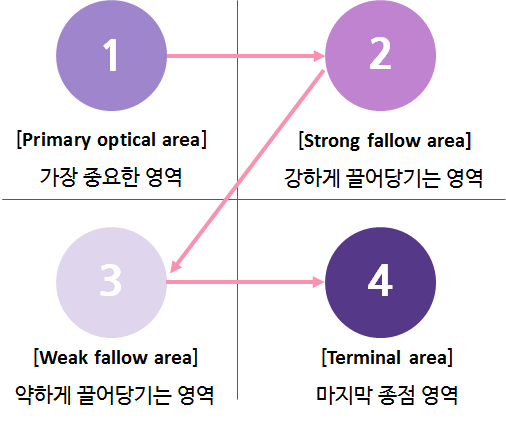 1
[Primary optical area]
가장 중요한 영역
2
[Strong fallow area]
강하게 끌어당기는 영역
3
[Weak fallow area]
약하게 끌어당기는 영역
4
[Terminal area]
마지막 종점 영역